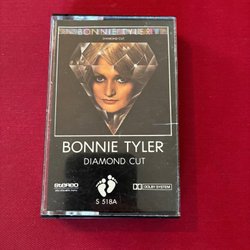 BONNIE TYLER
DIAMOND CUT
BONNIE TYLER
DIAMOND CUT
STEREO
S 518A
DOLBY SYSTEM